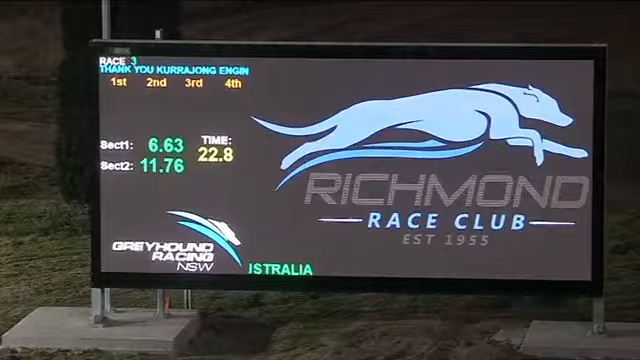 RACE 3
THANK YOU KURRAJONG ENGIN
1st 2nd 3rd 4th
Sect1: 6.63
Sect2: 11.76
TIME:
22.8
RICHMOND
RACE CLUB
EST 1955
GREYHOUND
RACING
NSW
ISTRALIA